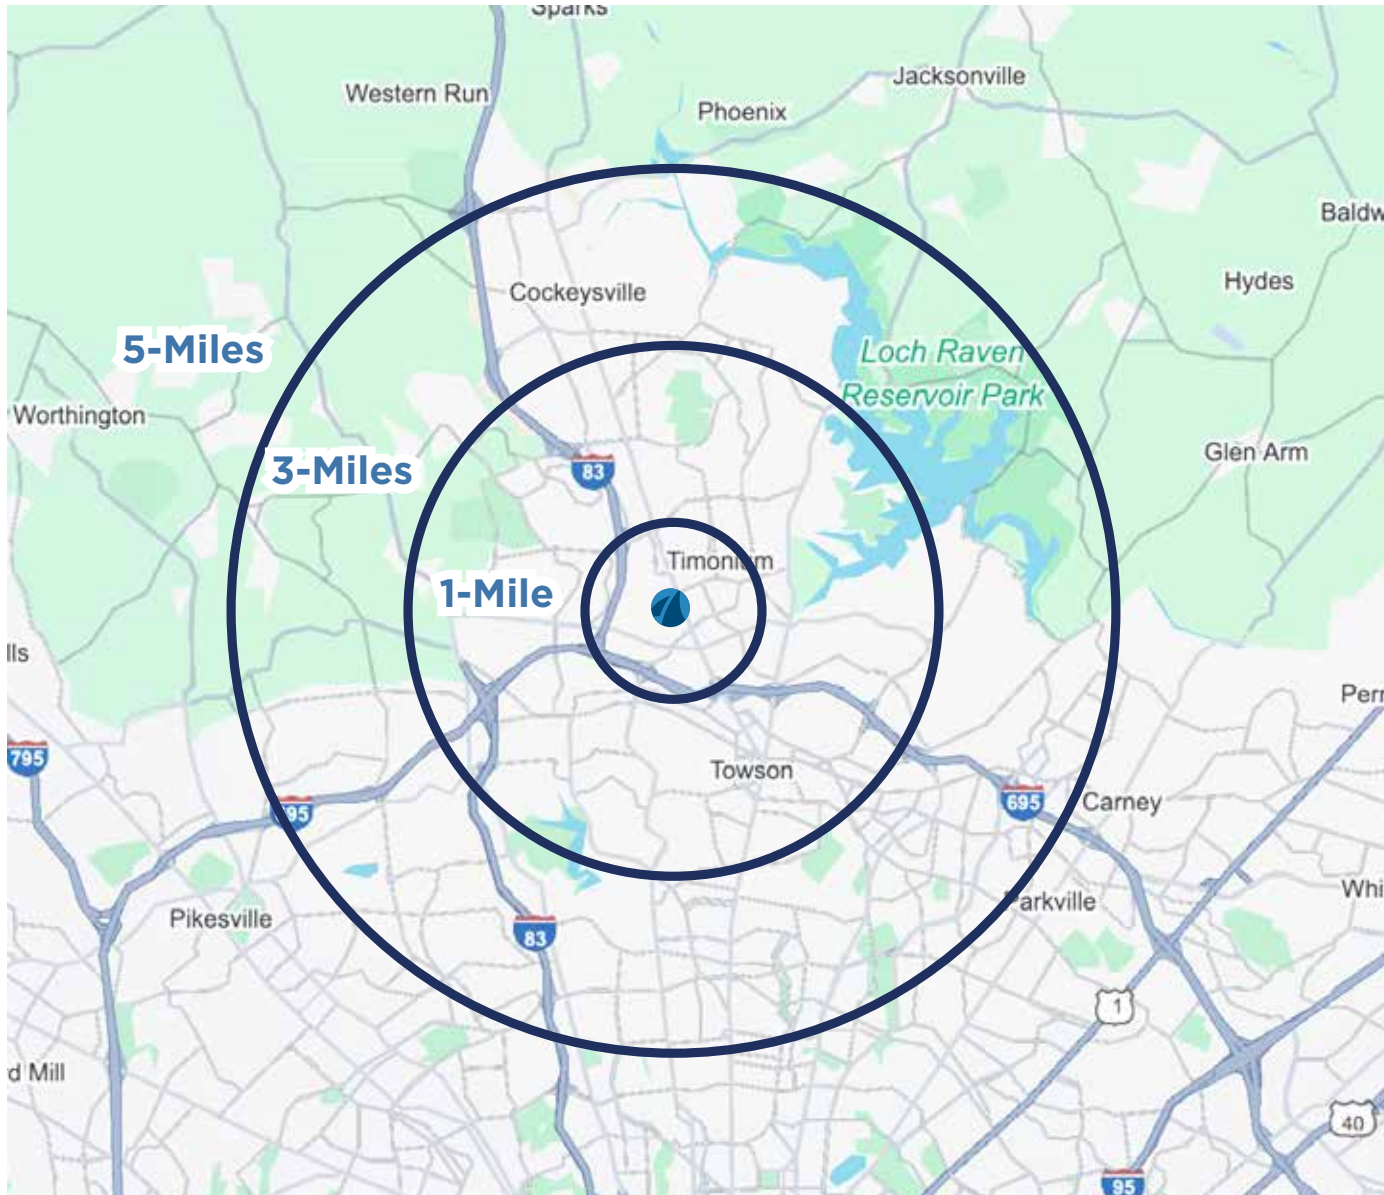 Sparks
Jacksonville
Western Run
Phoenix
Baldw
Hydes
Cockeysville
5-Miles
Loch Raven
Reservoir Park
Worthington
Glen Arm
3-Miles
83
Timonium
1-Mile
lls
Perr
795
Towson
695
Carney
95
Whi
Parkville
Pikesville
83
1
d Mill
40
95